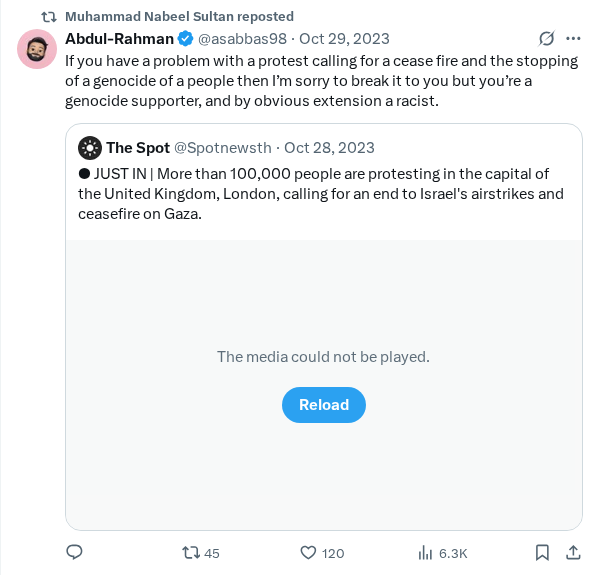 Muhammad Nabeel Sultan reposted
Abdul-Rahman @asabbas98 · Oct 29, 2023
If you have a problem with a protest calling for a cease fire and the stopping
of a genocide of a people then I’m sorry to break it to you but you’re a
genocide supporter, and by obvious extension a racist.
The Spot @Spotnewsth · Oct 28, 2023
● JUST IN | More than 100,000 people are protesting in the capital of
the United Kingdom, London, calling for an end to Israel's airstrikes and
ceasefire on Gaza.
The media could not be played.
Reload
45 120 6.3K